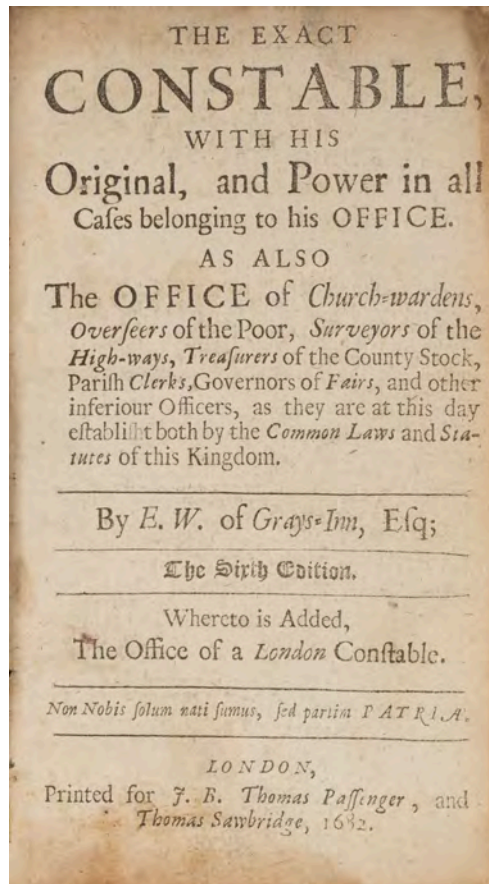 THE EXACT
CONSTABLE,
WITH HIS
Original, and Power in all
Caſes belonging to his OFFICE.
AS ALSO
The OFFICE of Church-wardens,
Overſeers of the Poor, Surveyors of the
High-ways, Treaſurers of the County Stock,
Pariſh Clerks, Governors of Fairs, and other
inferiour Officers, as they are at this day
eſtabliſht both by the Common Laws and Sta-
tutes of this Kingdom.
By E. W. of Grays-Inn, Eſq;
The Sixth Edition.
Whereto is Added,
The Office of a London Conſtable.
Non Nobis ſolum nati ſumus, ſed partim PATRIÆ.
LONDON,
Printed for J. B. Thomas Paſſenger, and
Thomas Sawbridge, 1682.